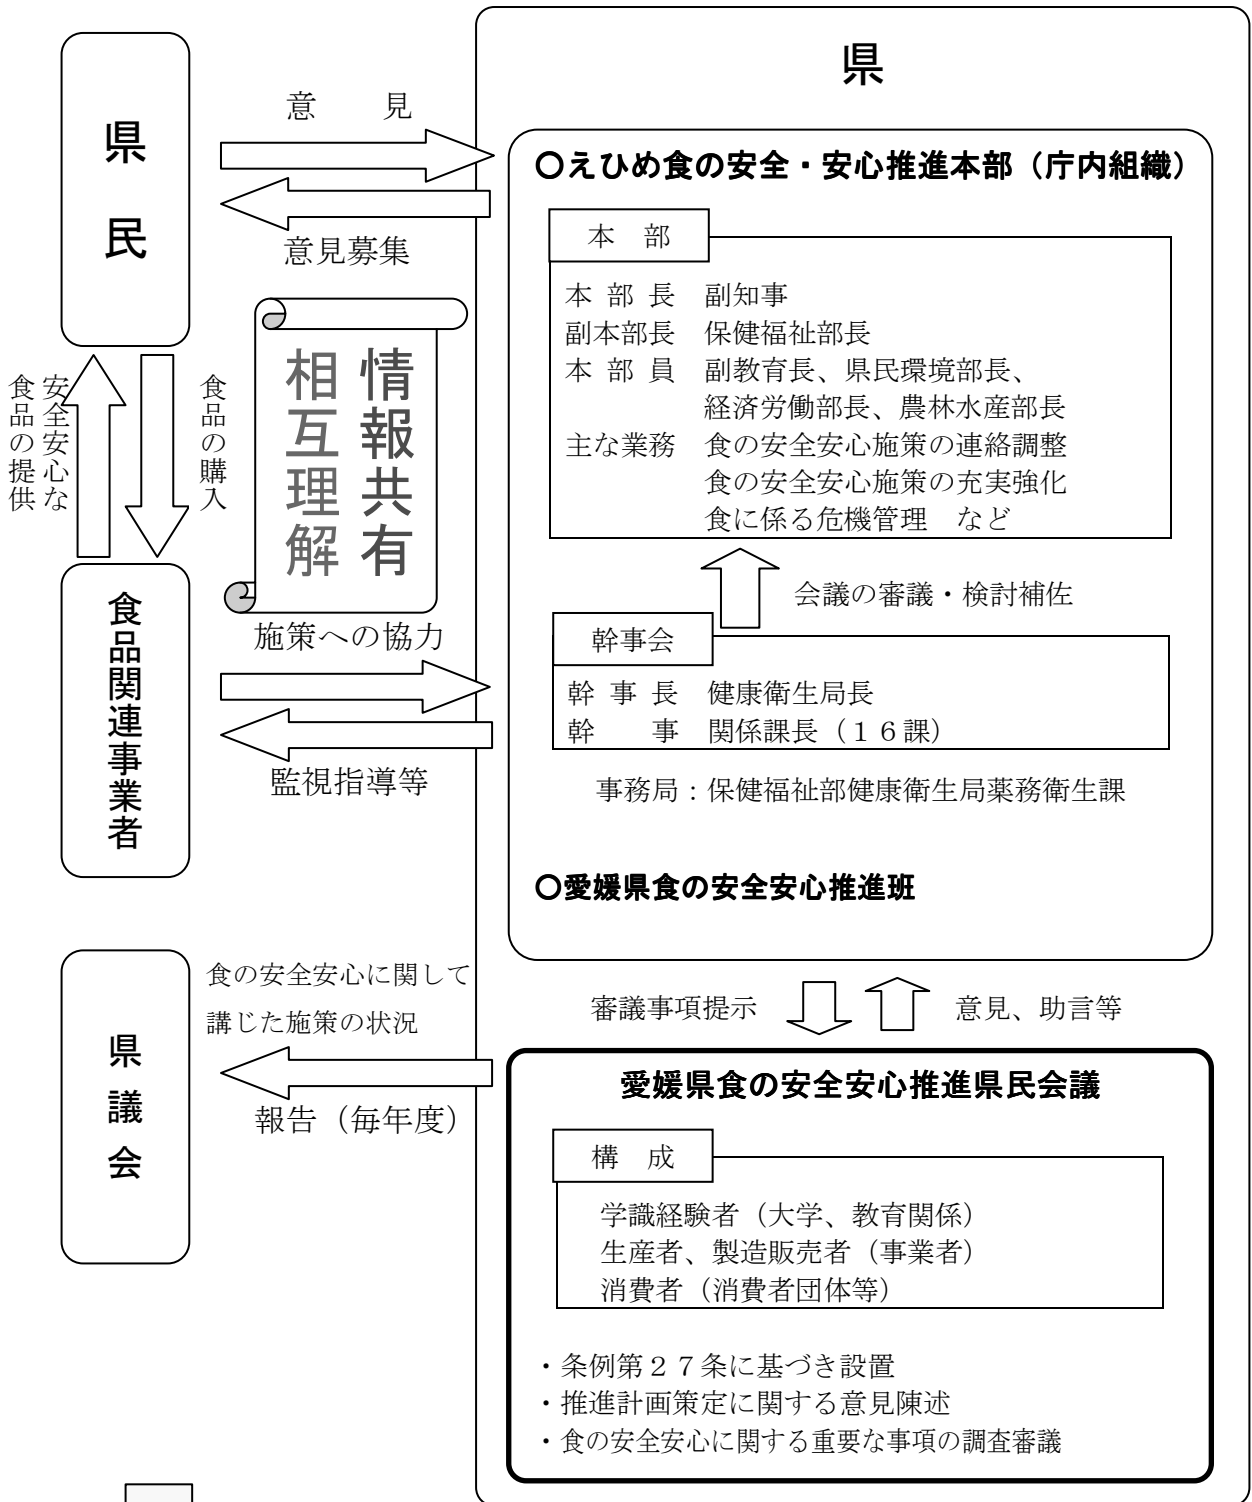 県
県民
意　　見
意見募集
安全安心な
食品の提供
食品の購入
情報共有
相互理解
食品関連事業者
施策への協力
監視指導等
県議会
食の安全安心に関して
講じた施策の状況
報告（毎年度）
○えひめ食の安全・安心推進本部（庁内組織）
本　部
本 部 長　副知事
副本部長　保健福祉部長
本 部 員　副教育長、県民環境部長、
経済労働部長、農林水産部長
主な業務　食の安全安心施策の連絡調整
食の安全安心施策の充実強化
食に係る危機管理　など
会議の審議・検討補佐
幹事会
幹 事 長　健康衛生局長
幹　　事　関係課長（１６課）
事務局：保健福祉部健康衛生局薬務衛生課
○愛媛県食の安全安心推進班
審議事項提示
意見、助言等
愛媛県食の安全安心推進県民会議
構　成
学識経験者（大学、教育関係）
生産者、製造販売者（事業者）
消費者（消費者団体等）
・条例第２７条に基づき設置
・推進計画策定に関する意見陳述
・食の安全安心に関する重要な事項の調査審議